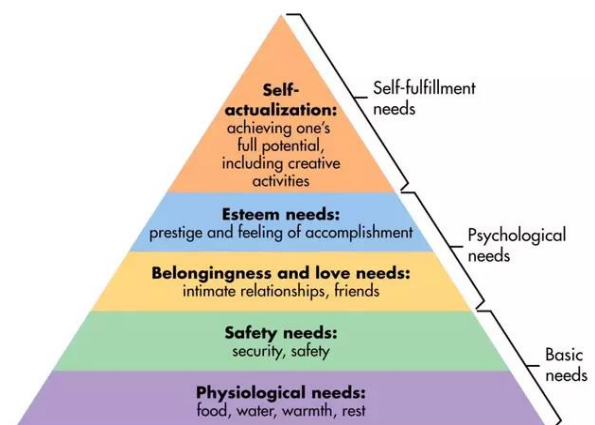 Self-
actualization:
achieving one's
full potential,
including creative
activities
Self-fulfillment
needs
Esteem needs:
prestige and feeling of accomplishment
Psychological
needs
Belongingness and love needs:
intimate relationships, friends
Safety needs:
security, safety
Basic
needs
Physiological needs:
food, water, warmth, rest